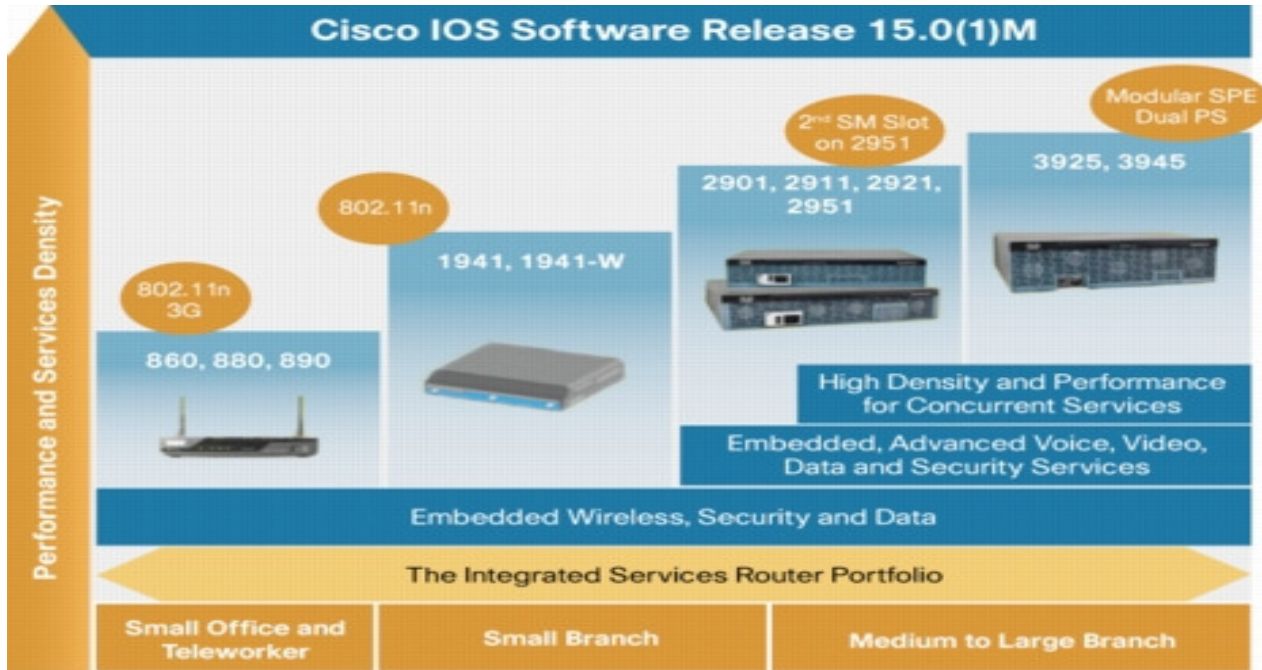 Cisco IOS Software Release 15.0(1)M
Performance and Services Density
Modular SPE
Dual PS
2nd SM Slot
on 2951
3925, 3945
2901, 2911, 2921,
2951
802.11n
1941, 1941-W
802.11n
3G
860, 880, 890
High Density and Performance
for Concurrent Services
Embedded, Advanced Voice, Video,
Data and Security Services
Embedded Wireless, Security and Data
The Integrated Services Router Portfolio
Small Office and
Teleworker
Small Branch
Medium to Large Branch